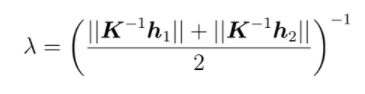 λ = ( (||K⁻¹h₁|| + ||K⁻¹h₂||) / 2 )⁻¹